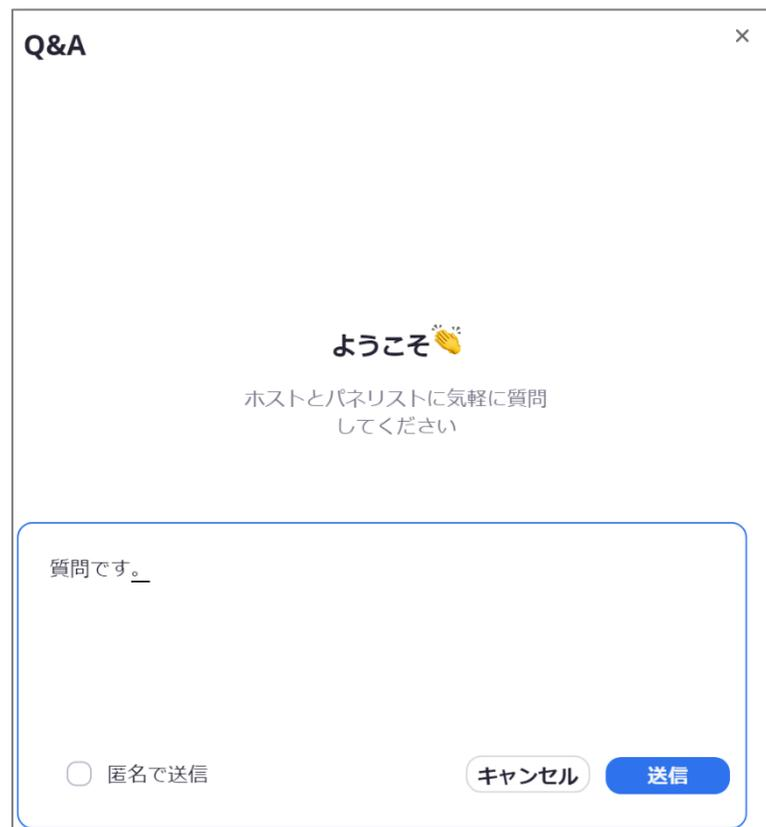 Q&A
ようこそ👏
ホストとパネリストに気軽に質問
してください
質問です。
匿名で送信
キャンセル
送信